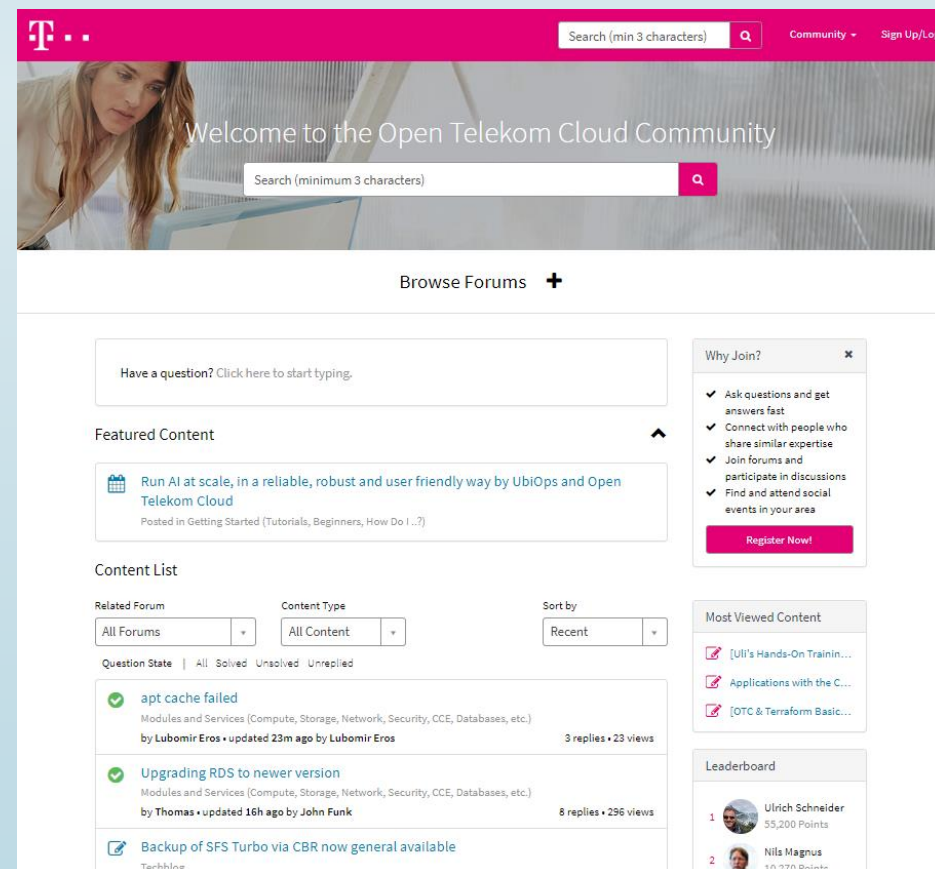 T
Search (min 3 characters)
Community
Sign Up/Lo
Welcome to the Open Telekom Cloud Community
Search (minimum 3 characters)
Browse Forums
Have a question? Click here to start typing.
Featured Content
Run AI at scale, in a reliable, robust and user friendly way by UbiOps and Open
Telekom Cloud
Posted in Getting Started (Tutorials, Beginners, How Do I ..?)
Content List
Related Forum
Content Type
Sort by
All Forums
All Content
Recent
Question State | All Solved Unsolved Unreplied
apt cache failed
Modules and Services (Compute, Storage, Network, Security, CCE, Databases, etc.)
by Lubomir Eros • updated 23m ago by Lubomir Eros
3 replies • 23 views
Upgrading RDS to newer version
Modules and Services (Compute, Storage, Network, Security, CCE, Databases, etc.)
by Thomas • updated 16h ago by John Funk
8 replies • 296 views
Backup of SFS Turbo via CBR now general available
Techblog
Why Join?
Ask questions and get
answers fast
Connect with people who
share similar expertise
Join forums and
participate in discussions
Find and attend social
events in your area
Register Now!
Most Viewed Content
[Uli's Hands-On Trainin...
Applications with the C...
[OTC & Terraform Basic...
Leaderboard
1
Ulrich Schneider
55,200 Points
2
Nils Magnus
10,270 Points